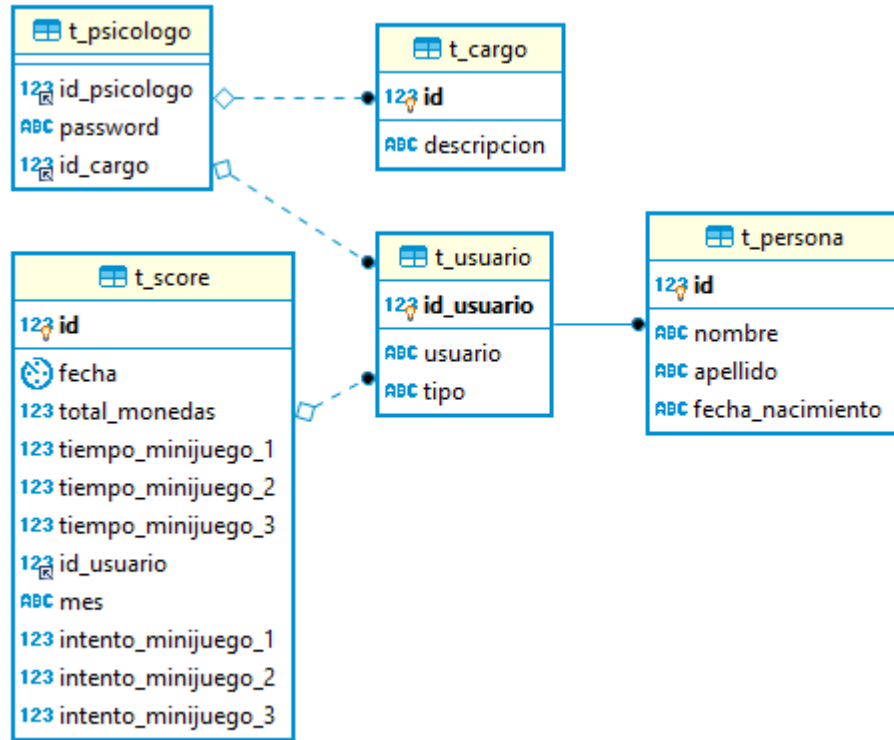 t_psicologo
123 id_psicologo
ABC password
123 id_cargo
t_cargo
123 id
ABC descripcion
t_score
123 id
fecha
123 total_monedas
123 tiempo_minijuego_1
123 tiempo_minijuego_2
123 tiempo_minijuego_3
123 id_usuario
ABC mes
123 intento_minijuego_1
123 intento_minijuego_2
123 intento_minijuego_3
t_usuario
123 id_usuario
ABC usuario
ABC tipo
t_persona
123 id
ABC nombre
ABC apellido
ABC fecha_nacimiento